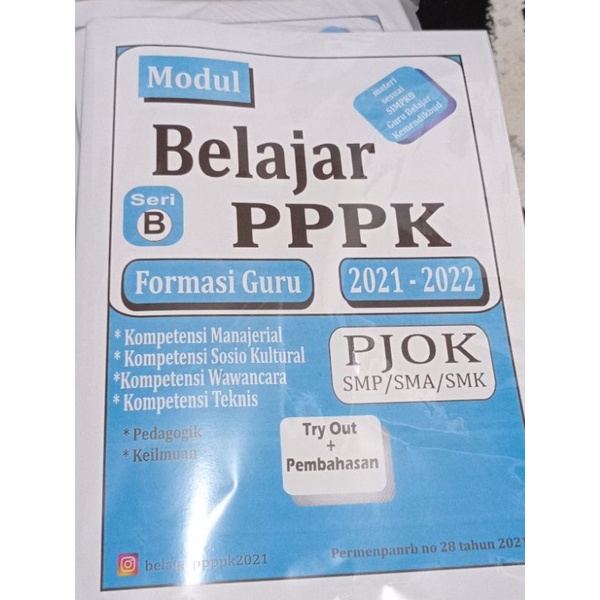 Modul
materi
sesuai
SIMPKB
Guru Belajar
Kemendikbud
Belajar
Seri
B
PPPK
Formasi Guru
2021 - 2022
* Kompetensi Manajerial
* Kompetensi Sosio Kultural
*Kompetensi Wawancara
* Kompetensi Teknis
* Pedagogik
* Keilmuan
PJOK
SMP/SMA/SMK
Try Out
+
Pembahasan
Permenpanrb no 28 tahun 2021